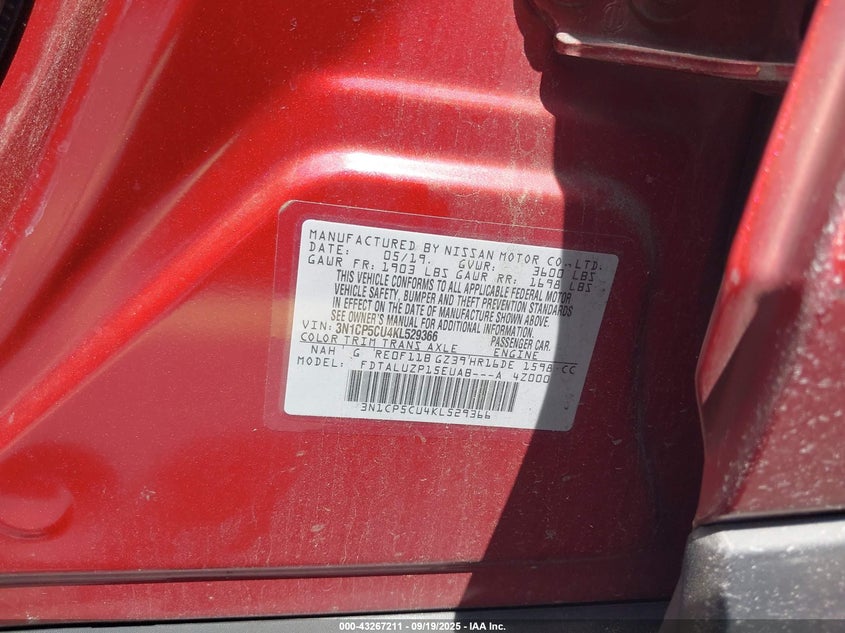 MANUFACTURED BY NISSAN MOTOR CO.,LTD.
DATE: 05/19. GVWR: 3600 LBS
GAWR FR: 1903 LBS GAWR RR: 1698 LBS
THIS VEHICLE CONFORMS TO ALL APPLICABLE FEDERAL MOTOR
VEHICLE SAFETY, BUMPER AND THEFT PREVENTION STANDARDS
IN EFFECT ON THE DATE OF MANUFACTURE SHOWN ABOVE.
SEE OWNER'S MANUAL FOR ADDITIONAL INFORMATION.
VIN: 3N1CP5CU4KL529366 PASSENGER CAR.
COLOR TRIM TRANS AXLE ENGINE
NAH G RE0F11B GZ39 HR16DE 1598-CC
MODEL: FDTALUZP15EUAB---A 4Z000
3N1CP5CU4KL529366
000-43267211 - 09/19/2025 - IAA Inc.